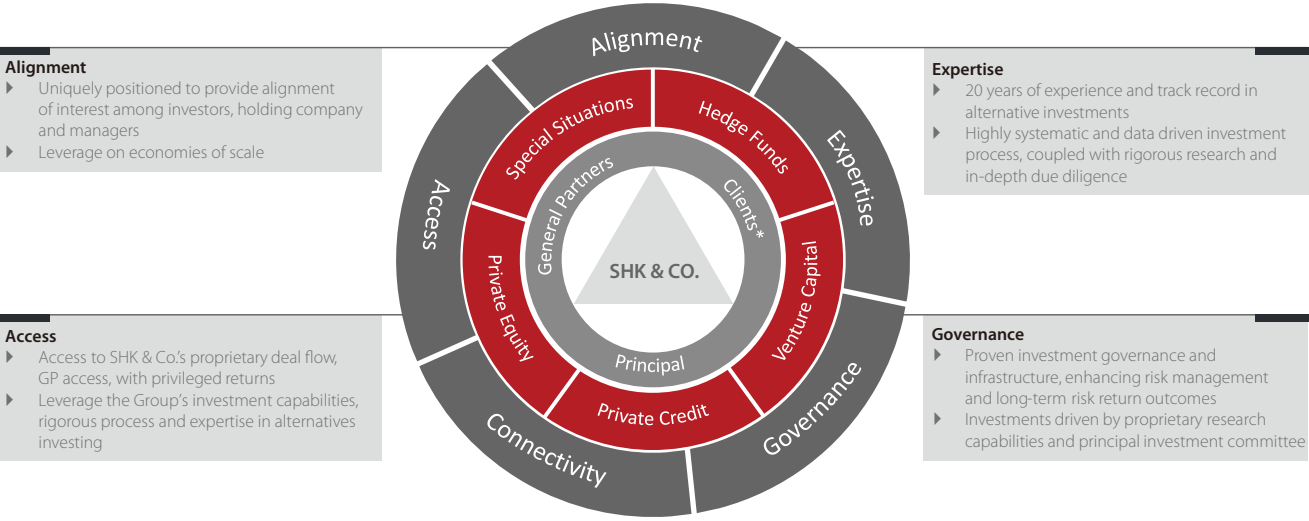 Alignment
Uniquely positioned to provide alignment
of interest among investors, holding company
and managers
Leverage on economies of scale
Access
Access to SHK & Co.'s proprietary deal flow,
GP access, with privileged returns
Leverage the Group's investment capabilities,
rigorous process and expertise in alternatives
investing
Alignment
Expertise
Governance
Connectivity
Access
Special Situations
Hedge Funds
Venture Capital
Private Credit
Private Equity
General Partners
Clients*
Principal
SHK & CO.
Expertise
20 years of experience and track record in
alternative investments
Highly systematic and data driven investment
process, coupled with rigorous research and
in-depth due diligence
Governance
Proven investment governance and
infrastructure, enhancing risk management
and long-term risk return outcomes
Investments driven by proprietary research
capabilities and principal investment committee